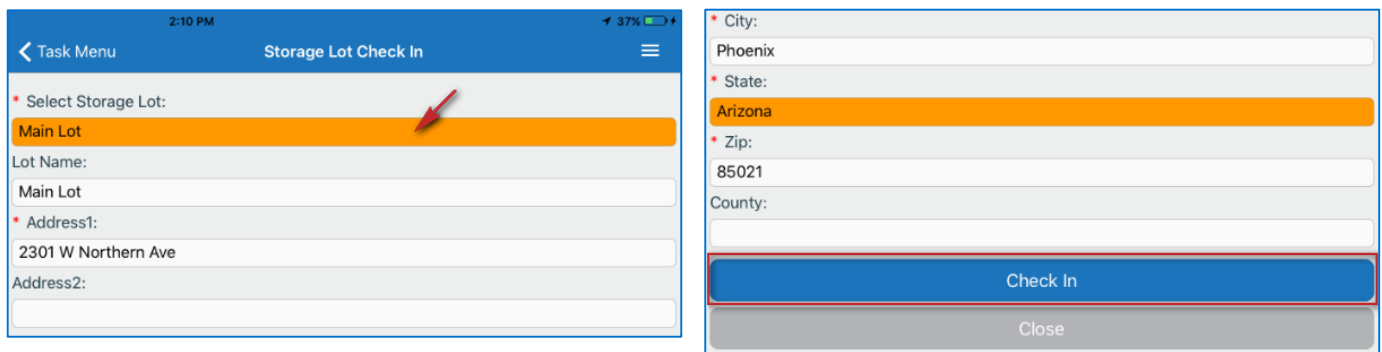 2:10 PM
37%
Task Menu
Storage Lot Check In
* Select Storage Lot:
Main Lot
Lot Name:
Main Lot
* Address1:
2301 W Northern Ave
Address2:
* City:
Phoenix
* State:
Arizona
* Zip:
85021
County:
Check In
Close